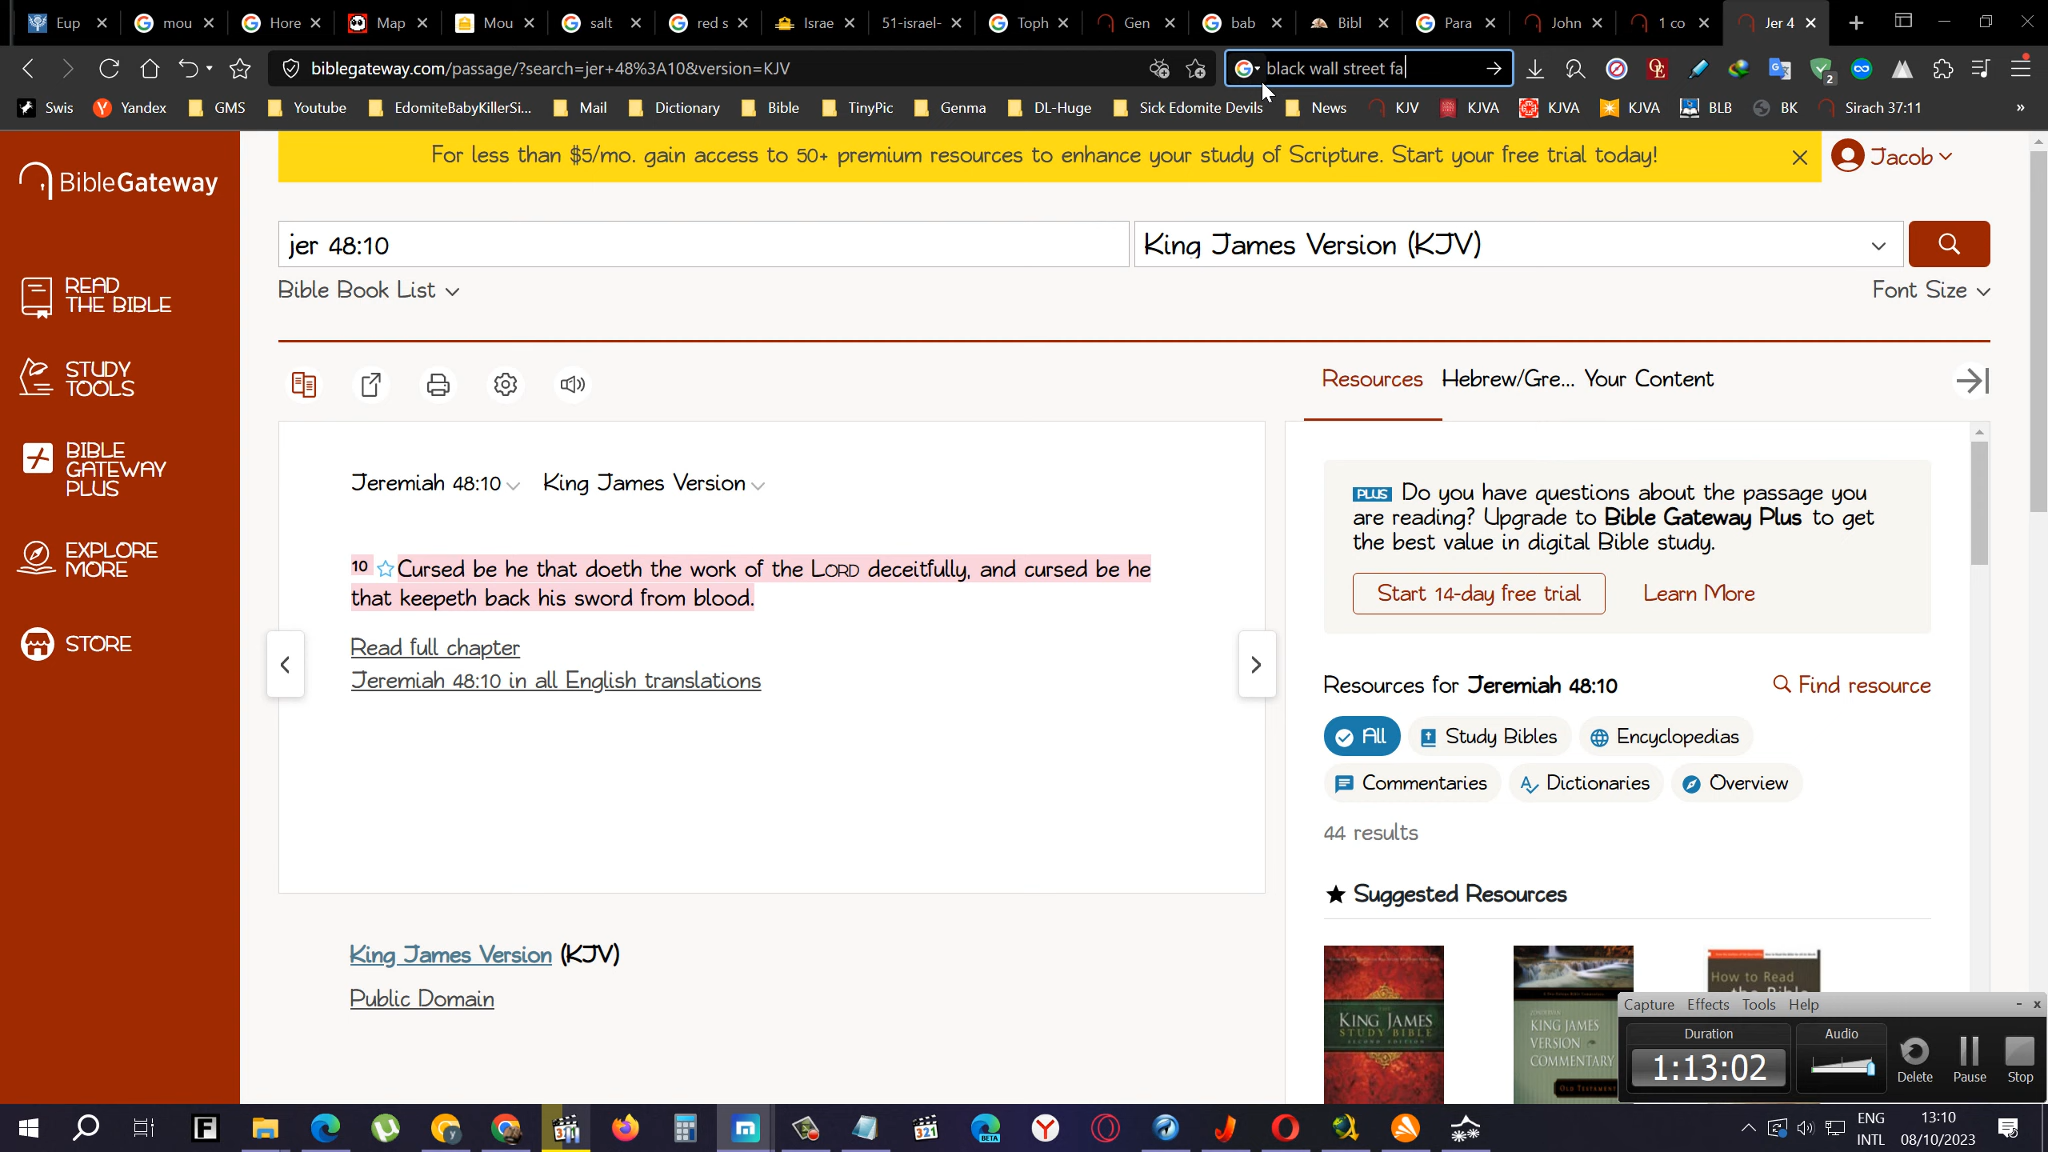 Eup
mou
Hore
Map
Mou
salt
red s
Israe
51-israel-
Toph
Gen
bab
Bibl
Para
John
1 co
Jer 4
biblegateway.com/passage/?search=jer+48%3A10&version=KJV
black wall street fa
2
Swis
Yandex
GMS
Youtube
EdomiteBabyKillerSi...
Mail
Dictionary
Bible
TinyPic
Genma
DL-Huge
Sick Edomite Devils
News
KJV
KJVA
KJVA
KJVA
BLB
BK
Sirach 37:11
»
BibleGateway
For less than $5/mo. gain access to 50+ premium resources to enhance your study of Scripture. Start your free trial today!
Jacob
jer 48:10
King James Version (KJV)
Bible Book List
Font Size
READ
THE BIBLE
STUDY
TOOLS
BIBLE
GATEWAY
PLUS
EXPLORE
MORE
STORE
Resources
Hebrew/Gre...
Your Content
Jeremiah 48:10
King James Version
10 Cursed be he that doeth the work of the LORD deceitfully, and cursed be he
that keepeth back his sword from blood.
Read full chapter
Jeremiah 48:10 in all English translations
King James Version (KJV)
Public Domain
PLUS Do you have questions about the passage you
are reading? Upgrade to Bible Gateway Plus to get
the best value in digital Bible study.
Start 14-day free trial
Learn More
Resources for Jeremiah 48:10
Find resource
All
Study Bibles
Encyclopedias
Commentaries
Dictionaries
Overview
44 results
Suggested Resources
KING JAMES
STUDY BIBLE
SECOND EDITION
KING JAMES
VERSION
COMMENTARY
OLD TESTAMENT
How to Read
Capture Effects Tools Help
Duration
1:13:02
Audio
Delete
Pause
Stop
321
BETA
ENG
INTL
13:10
08/10/2023